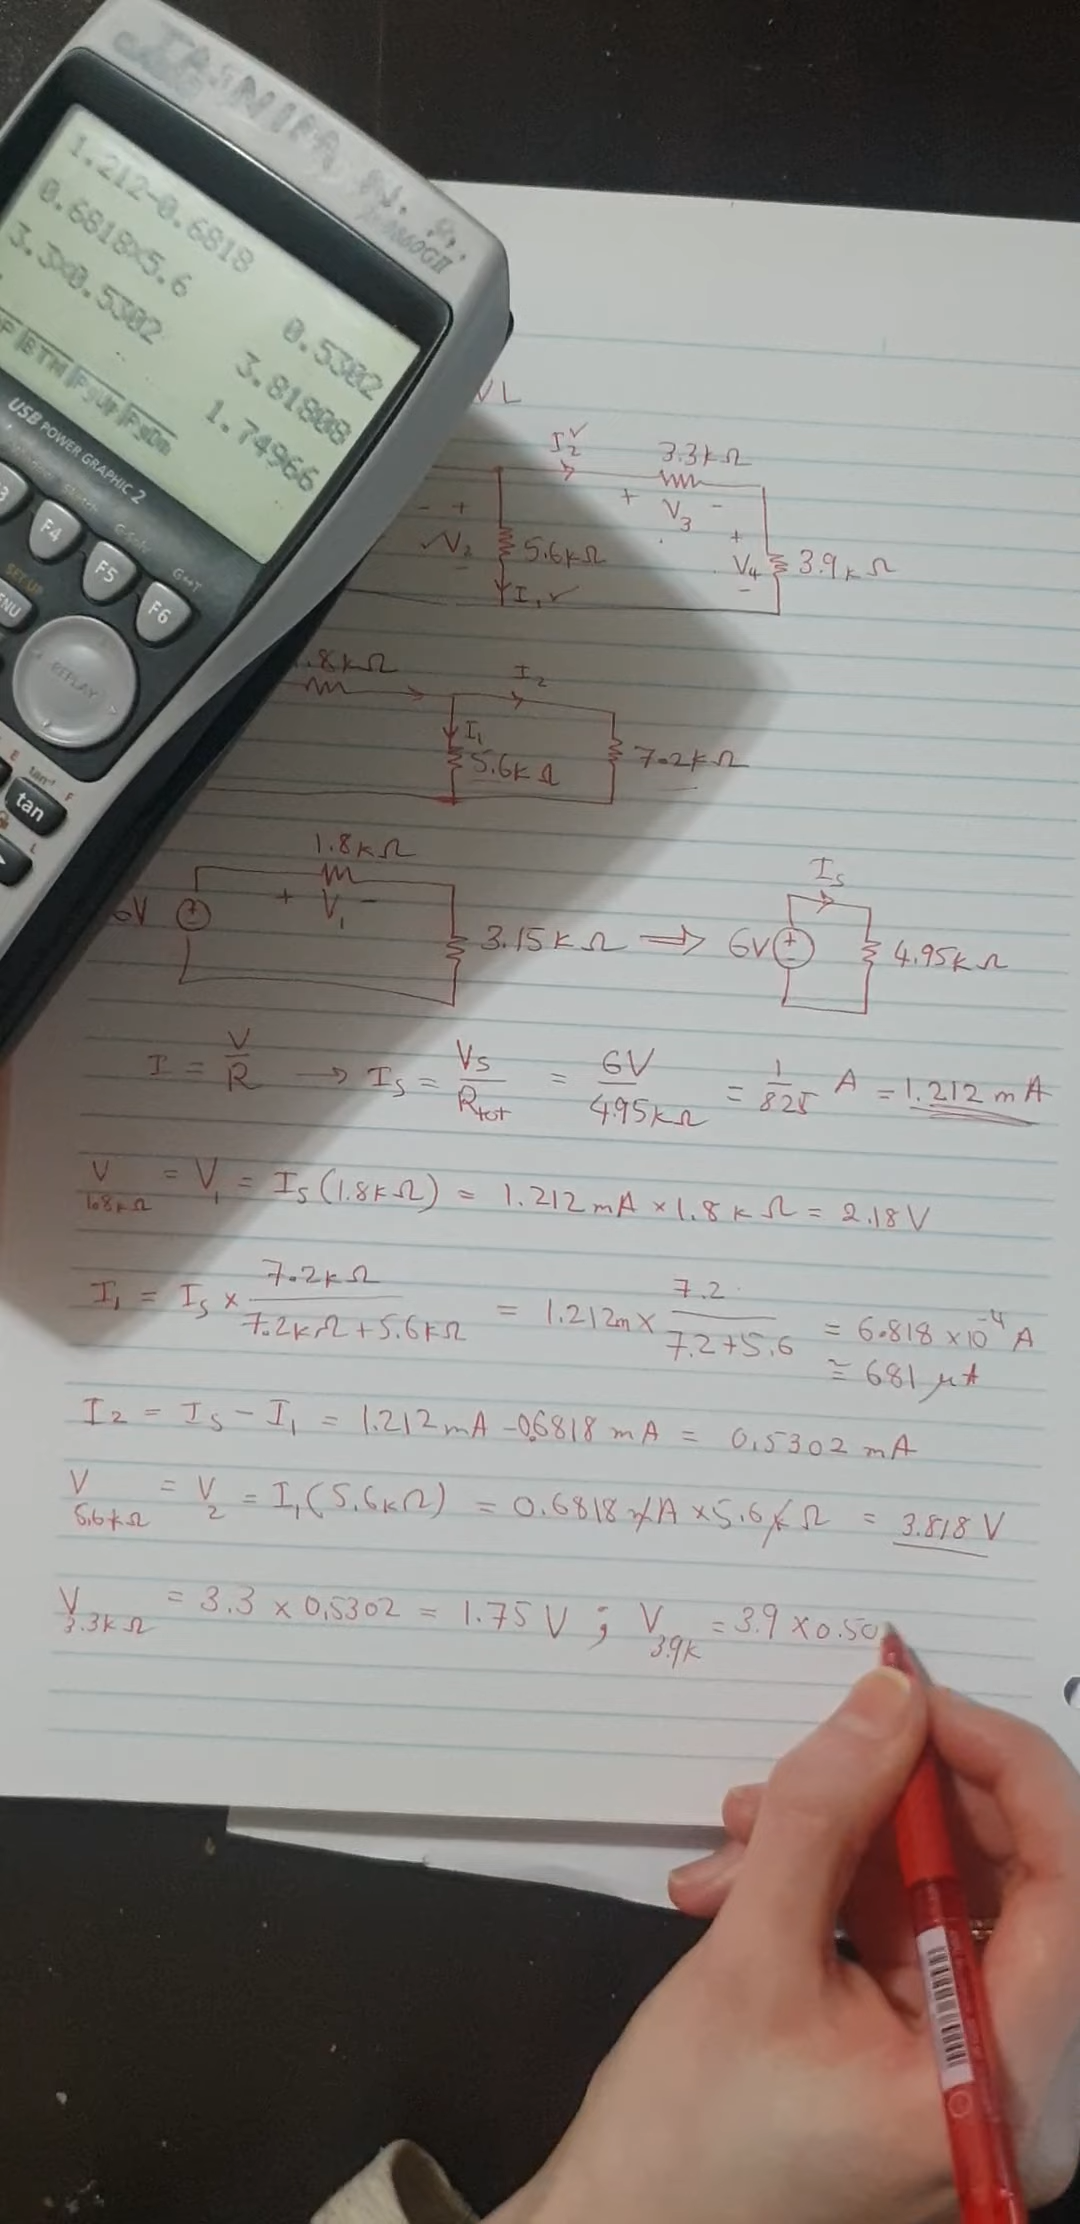 1.212-0.6818
0.5302
0.6818×5.6
3.81808
3.3×0.5302
1.74966
USB POWER GRAPHIC 2
F4 F5 F6
SET UP
G↔T
REPLAY
tan⁻¹
tan
VL
I₂ ✓ 3.3kΩ
+ V₃ -
- + ✓V₂ 5.6kΩ
+ V₄ - 3.9kΩ
I₁ ✓
.8kΩ I₂
I₁
5.6kΩ 7.2kΩ
1.8kΩ
Is
6V + V₁ - 3.15kΩ ⇒ 6V 4.95kΩ
I = V/R → Is = Vs/Rtot = 6V/4.95kΩ = 1/825 A = 1.212 mA
V1.8kΩ = V₁ = Is (1.8kΩ) = 1.212 mA × 1.8 kΩ = 2.18 V
I₁ = Is × 7.2kΩ/7.2kΩ+5.6kΩ = 1.212m × 7.2/7.2+5.6 = 6.818 ×10⁻⁴ A
≅ 681 μA
I₂ = Is - I₁ = 1.212 mA - 0.6818 mA = 0.5302 mA
V5.6kΩ = V₂ = I₁ (5.6kΩ) = 0.6818 mA × 5.6 kΩ = 3.818 V
V3.3kΩ = 3.3 × 0.5302 = 1.75 V ; V3.9k = 3.9 × 0.50